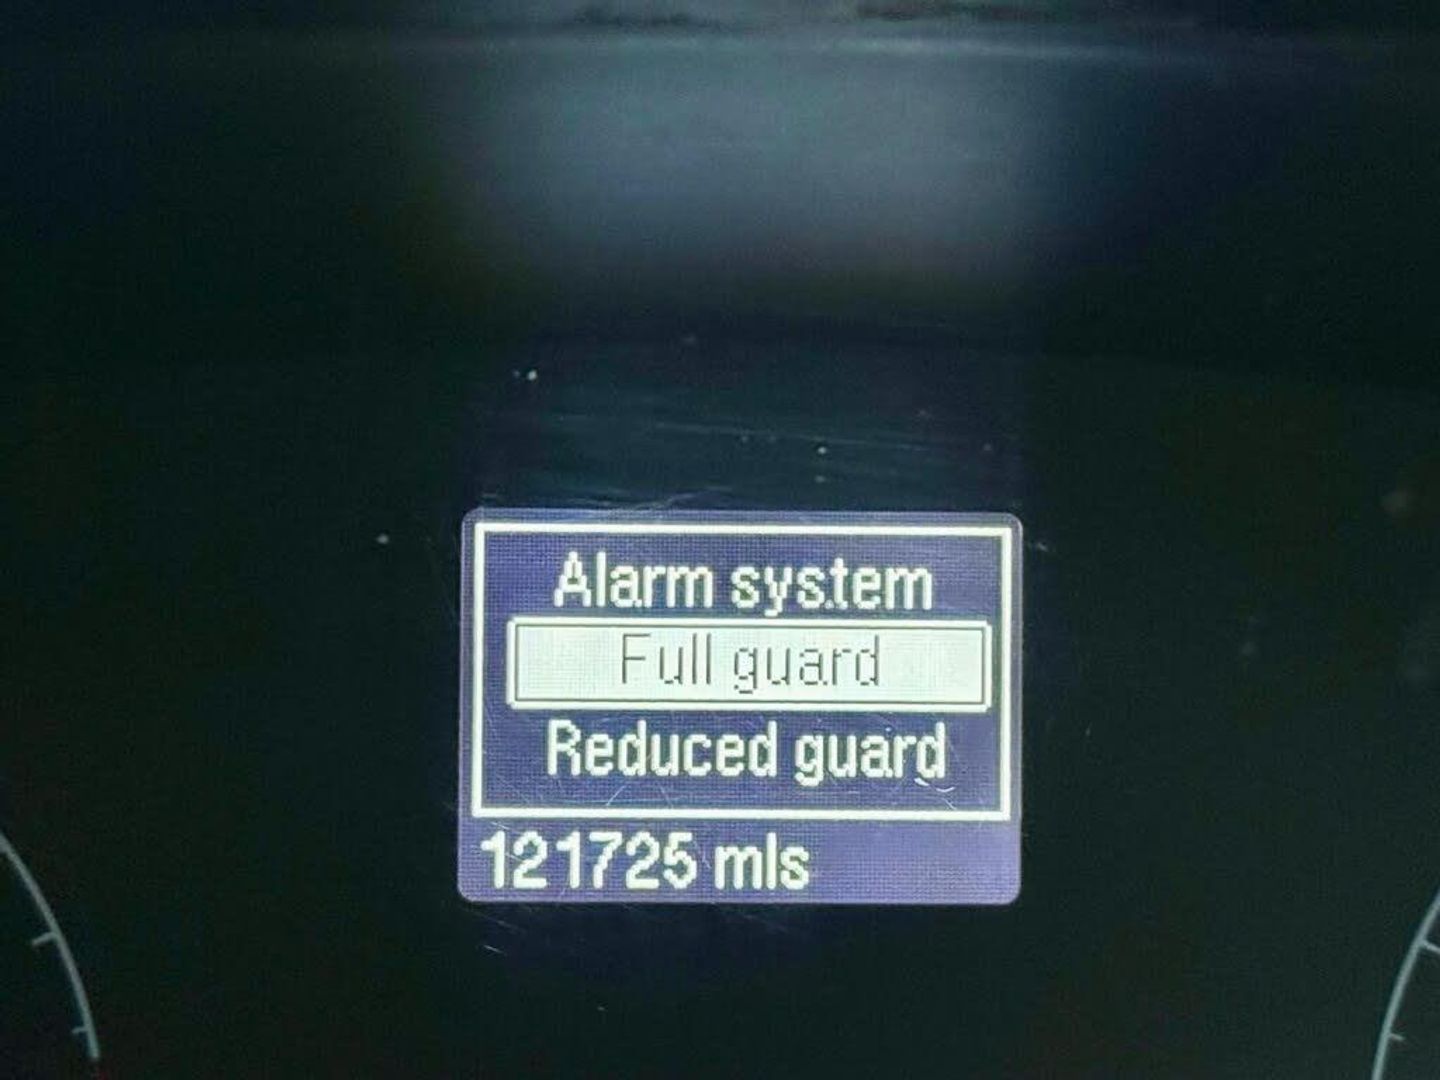 Alarm system
Full guard
Reduced guard
121725 mls